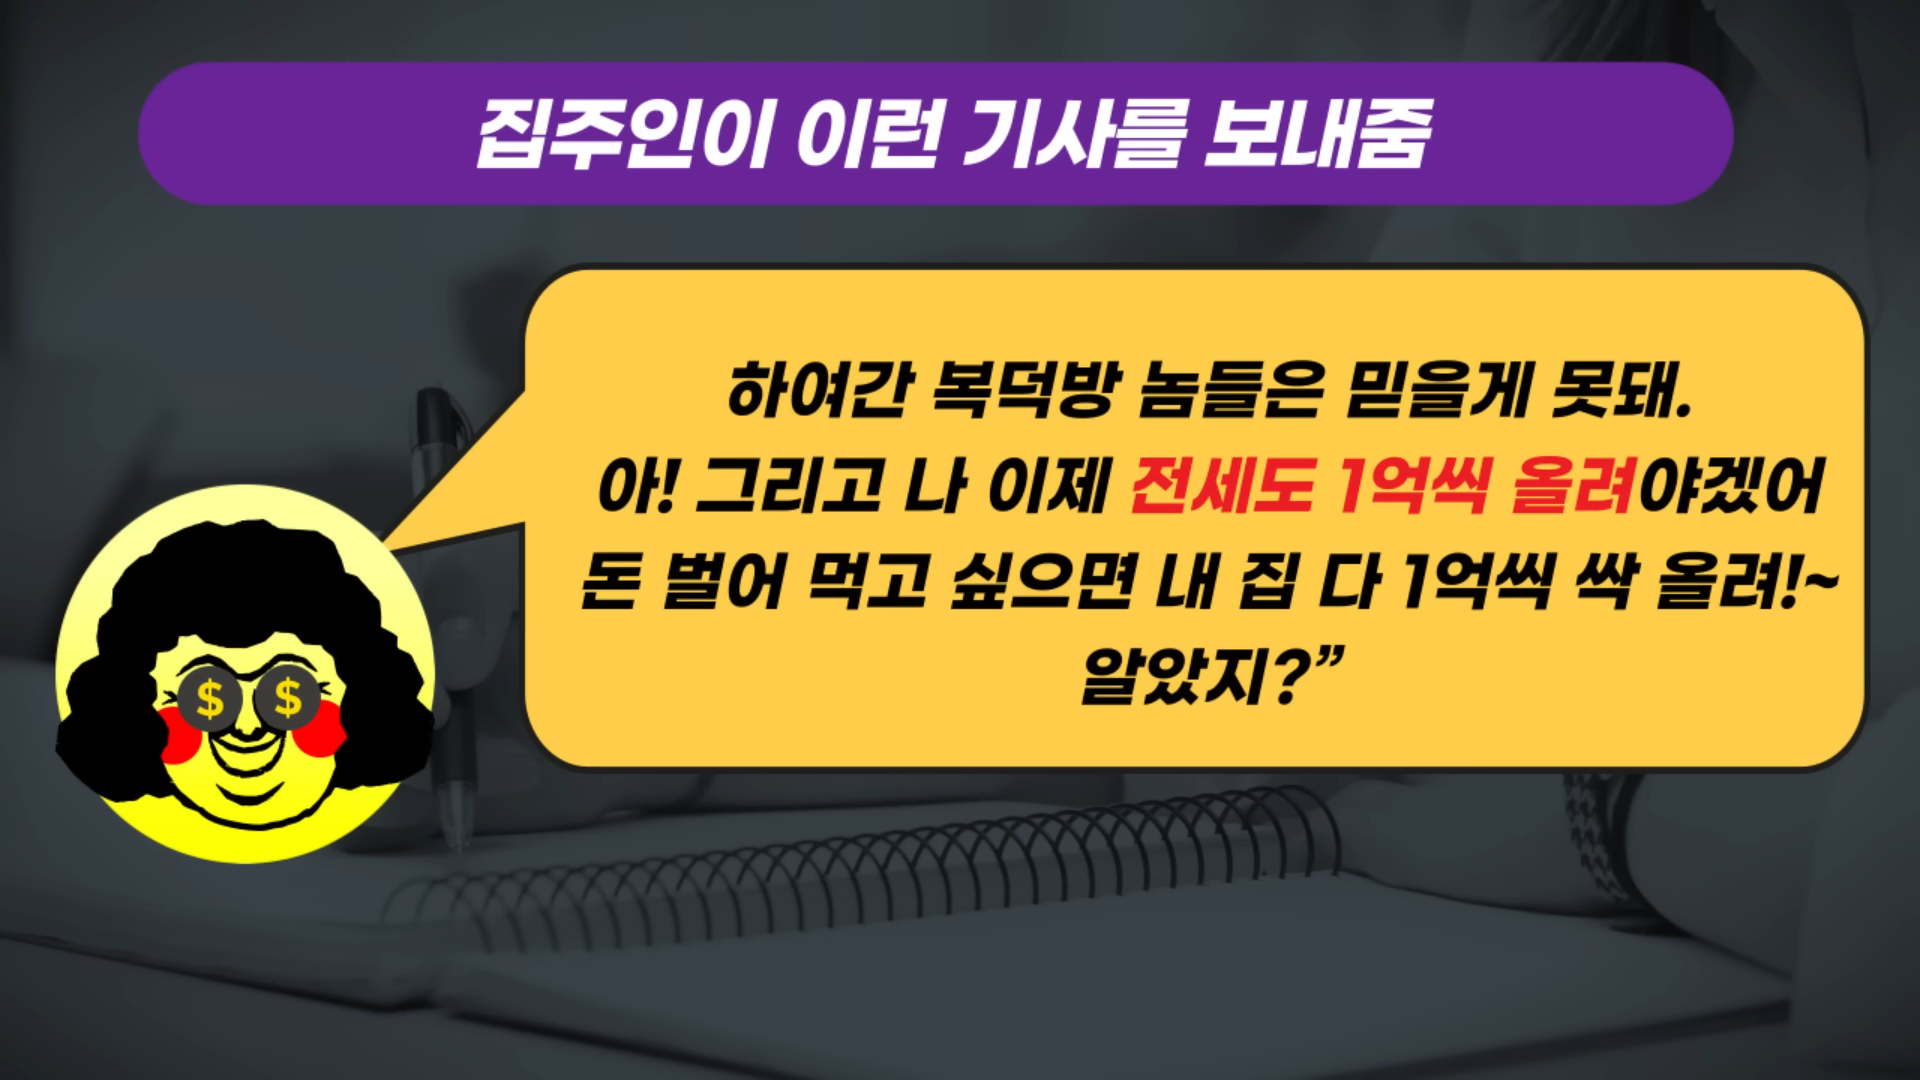 집주인이 이런 기사를 보내줌
하여간 복덕방 놈들은 믿을게 못돼.
아! 그리고 나 이제 전세도 1억씩 올려야겠어
돈 벌어 먹고 싶으면 내 집 다 1억씩 싹 올려!~
알았지?”
$ $